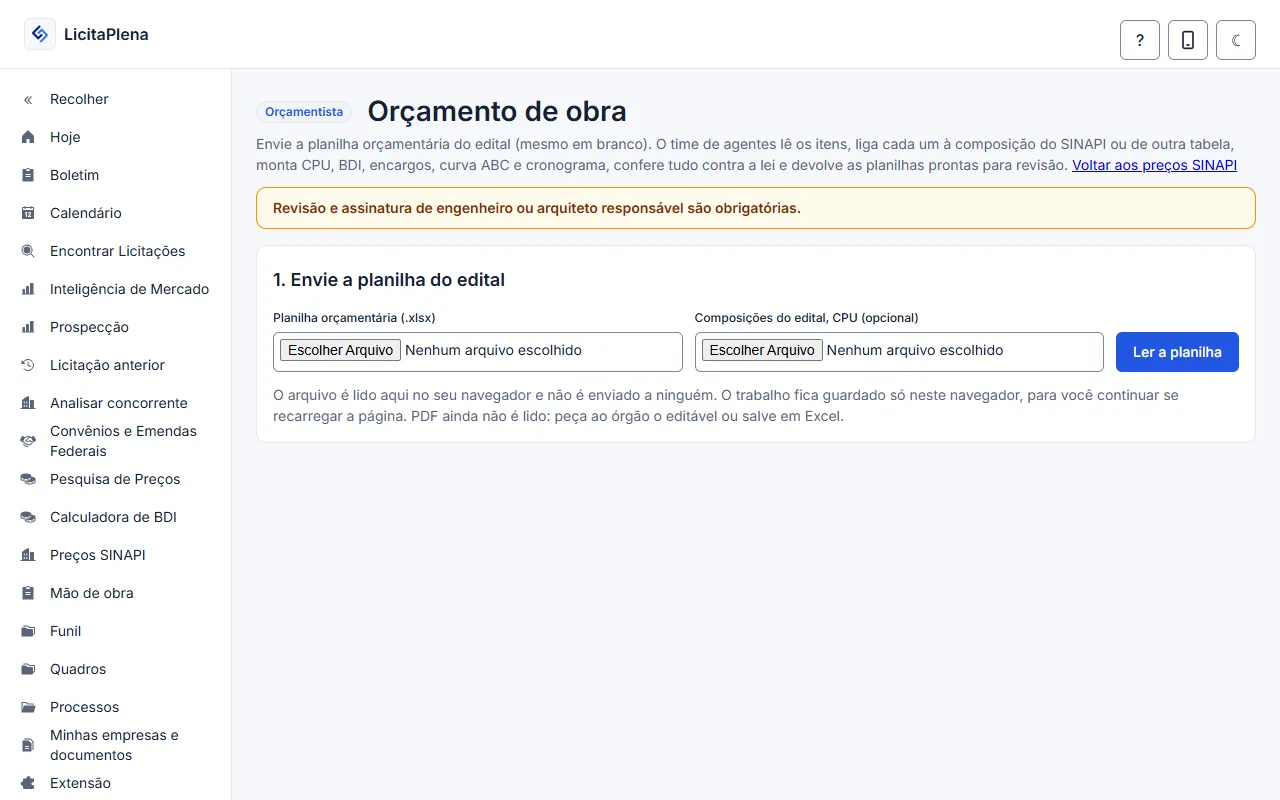 LicitaPlena
?
Recolher
Hoje
Boletim
Calendário
Encontrar Licitações
Inteligência de Mercado
Prospecção
Licitação anterior
Analisar concorrente
Convênios e Emendas
Federais
Pesquisa de Preços
Calculadora de BDI
Preços SINAPI
Mão de obra
Funil
Quadros
Processos
Minhas empresas e
documentos
Extensão
Orçamentista
Orçamento de obra
Envie a planilha orçamentária do edital (mesmo em branco). O time de agentes lê os itens, liga cada um à composição do SINAPI ou de outra tabela,
monta CPU, BDI, encargos, curva ABC e cronograma, confere tudo contra a lei e devolve as planilhas prontas para revisão. Voltar aos preços SINAPI
Revisão e assinatura de engenheiro ou arquiteto responsável são obrigatórias.
1. Envie a planilha do edital
Planilha orçamentária (.xlsx)
Escolher Arquivo Nenhum arquivo escolhido
Composições do edital, CPU (opcional)
Escolher Arquivo Nenhum arquivo escolhido
Ler a planilha
O arquivo é lido aqui no seu navegador e não é enviado a ninguém. O trabalho fica guardado só neste navegador, para você continuar se
recarregar a página. PDF ainda não é lido: peça ao órgão o editável ou salve em Excel.